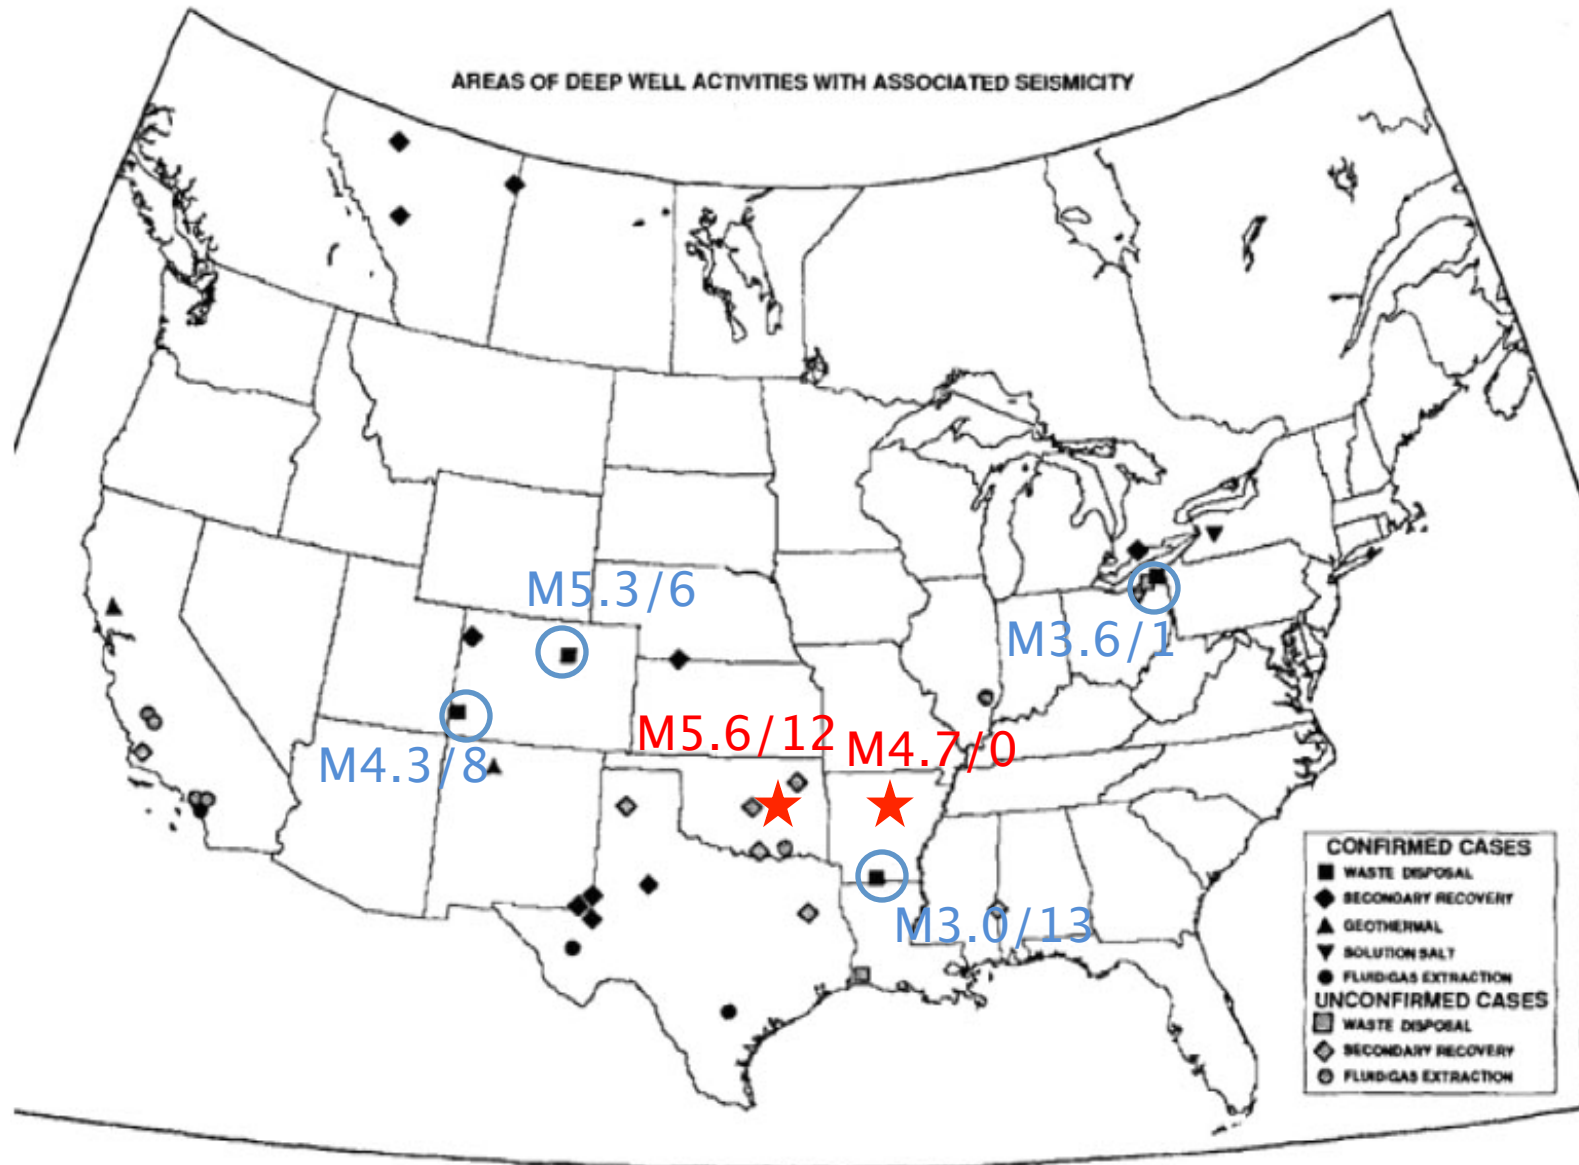 AREAS OF DEEP WELL ACTIVITIES WITH ASSOCIATED SEISMICITY
M5.3/6
M3.6/1
M5.6/12
M4.7/0
M4.3/8
M3.0/13
CONFIRMED CASES
WASTE DISPOSAL
SECONDARY RECOVERY
GEOTHERMAL
SOLUTION SALT
FLUID/GAS EXTRACTION
UNCONFIRMED CASES
WASTE DISPOSAL
SECONDARY RECOVERY
FLUID/GAS EXTRACTION